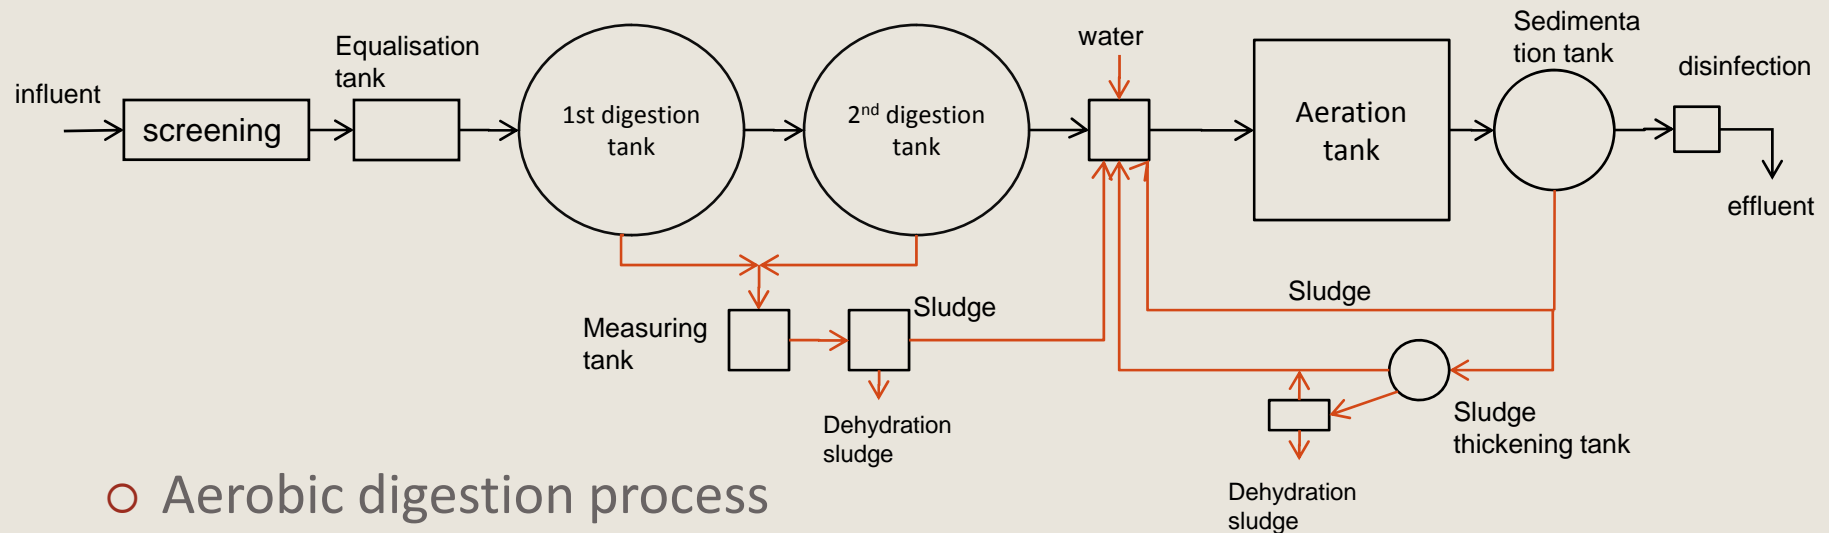 influent
screening
Equalisation
tank
1st digestion
tank
2nd digestion
tank
water
Aeration
tank
Sedimenta
tion tank
disinfection
effluent
Measuring
tank
Sludge
Dehydration
sludge
Sludge
Sludge
thickening tank
Dehydration
sludge
Aerobic digestion process